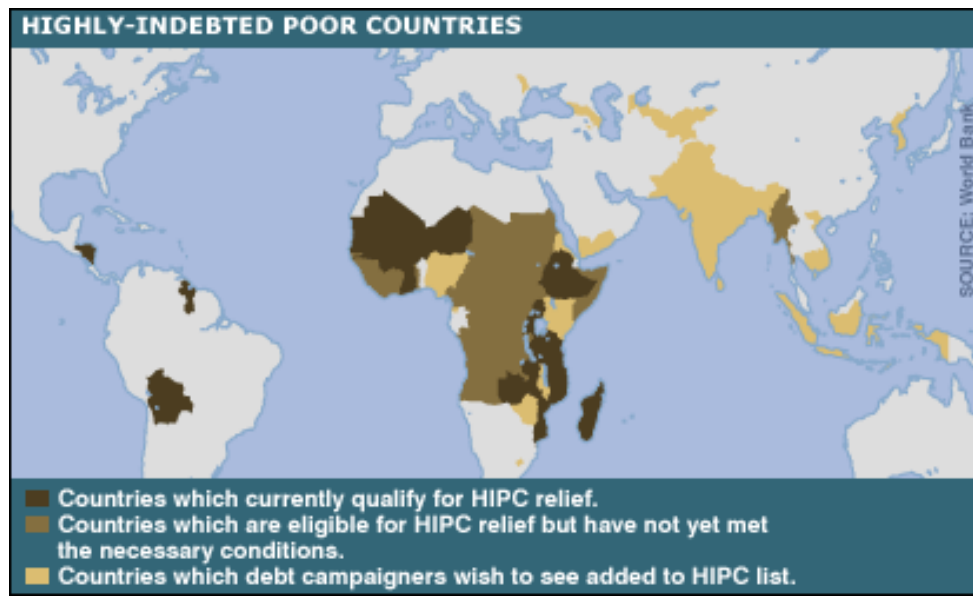 HIGHLY-INDEBTED POOR COUNTRIES
SOURCE: World Bank
Countries which currently qualify for HIPC relief.
Countries which are eligible for HIPC relief but have not yet met
the necessary conditions.
Countries which debt campaigners wish to see added to HIPC list.